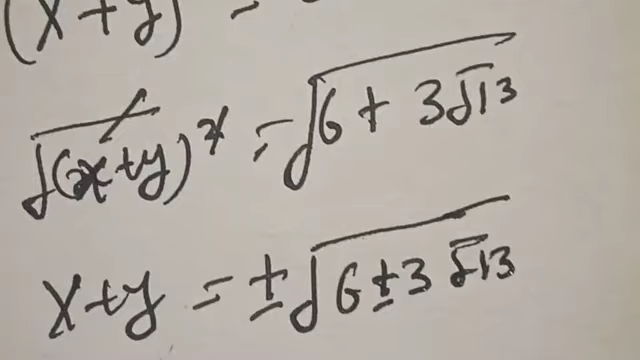 (x+y) =
√(x+y)² = √6 + 3√13
x+y = ±√6±3√13